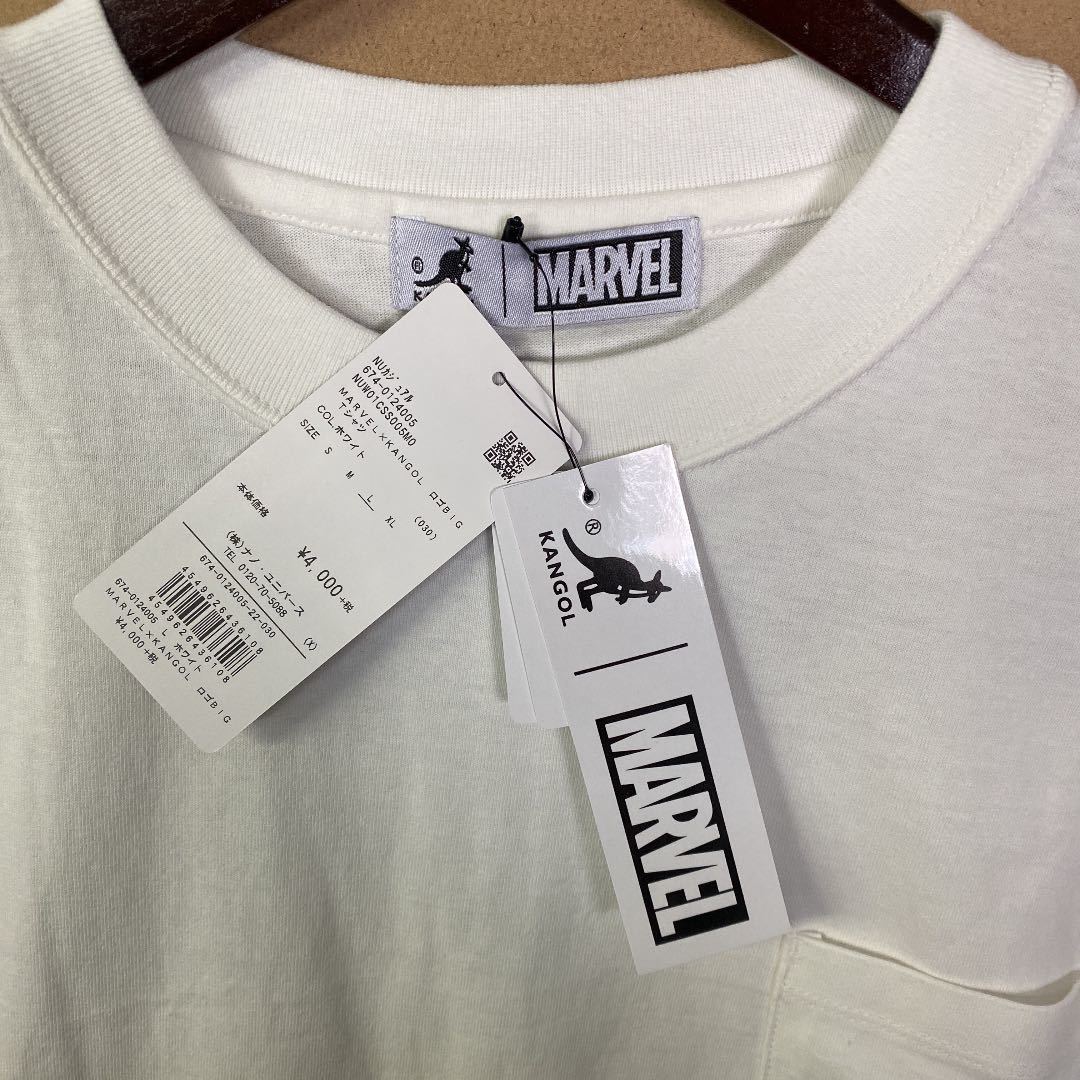 ®
MARVEL
NUカジュアル
674-0124005
NUW01CSS005M0
MARVEL×KANGOL ロゴBIG
Tシャツ
COL.ホワイト (030)
SIZE S M L XL
本体価格
¥4,000+税
(株)ナノ・ユニバース
TEL 0120-70-5088
674-0124005-22-030 (X)
4549626436108
4549626436108
674-0124005 L ホワイト
MARVEL×KANGOL ロゴBIG
¥4,000+税
®
KANGOL
MARVEL